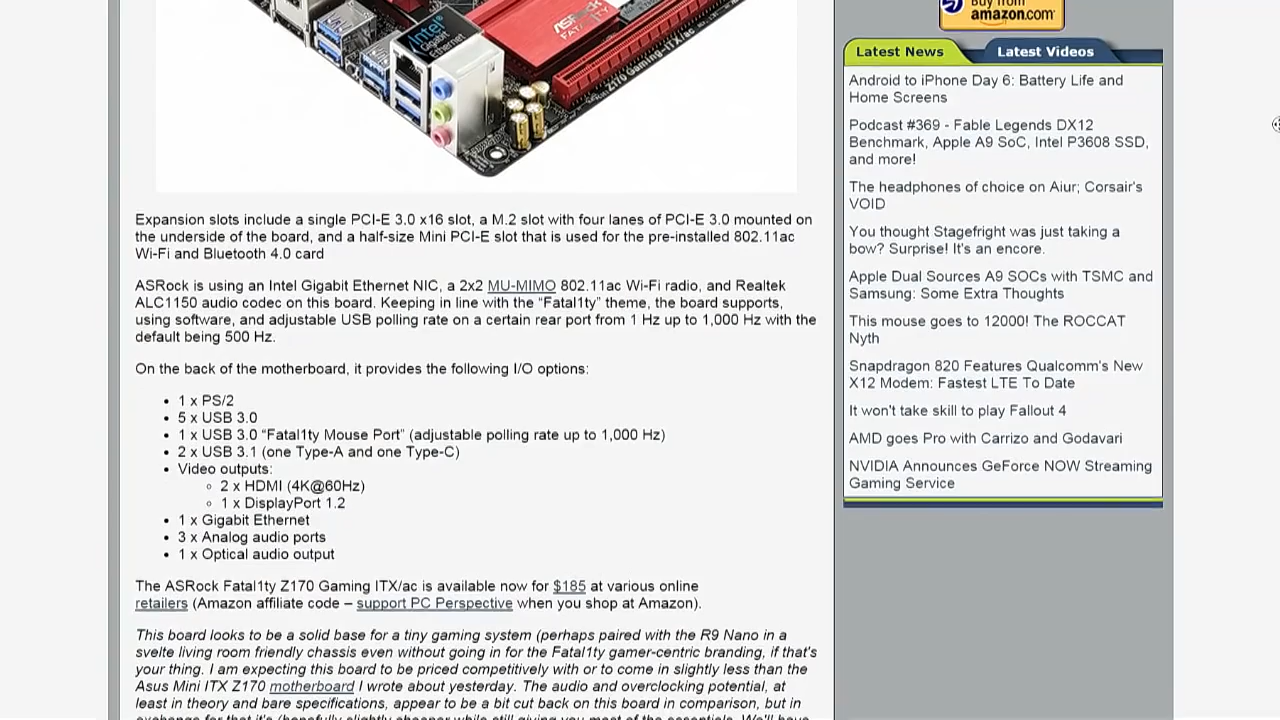 Buy from
amazon.com
Latest News
Latest Videos
Android to iPhone Day 6: Battery Life and
Home Screens
Podcast #369 - Fable Legends DX12
Benchmark, Apple A9 SoC, Intel P3608 SSD,
and more!
The headphones of choice on Aiur; Corsair's
VOID
You thought Stagefright was just taking a
bow? Surprise! It's an encore.
Apple Dual Sources A9 SOCs with TSMC and
Samsung: Some Extra Thoughts
This mouse goes to 12000! The ROCCAT
Nyth
Snapdragon 820 Features Qualcomm's New
X12 Modem: Fastest LTE To Date
It won't take skill to play Fallout 4
AMD goes Pro with Carrizo and Godavari
NVIDIA Announces GeForce NOW Streaming
Gaming Service
ASRock
FATAL1TY
intel
Gigabit
Ethernet
Z170 Gaming-ITX/ac
Expansion slots include a single PCI-E 3.0 x16 slot, a M.2 slot with four lanes of PCI-E 3.0 mounted on
the underside of the board, and a half-size Mini PCI-E slot that is used for the pre-installed 802.11ac
Wi-Fi and Bluetooth 4.0 card
ASRock is using an Intel Gigabit Ethernet NIC, a 2x2 MU-MIMO 802.11ac Wi-Fi radio, and Realtek
ALC1150 audio codec on this board. Keeping in line with the “Fatal1ty” theme, the board supports,
using software, and adjustable USB polling rate on a certain rear port from 1 Hz up to 1,000 Hz with the
default being 500 Hz.
On the back of the motherboard, it provides the following I/O options:
• 1 x PS/2
• 5 x USB 3.0
• 1 x USB 3.0 “Fatal1ty Mouse Port” (adjustable polling rate up to 1,000 Hz)
• 2 x USB 3.1 (one Type-A and one Type-C)
• Video outputs:
◦ 2 x HDMI (4K@60Hz)
◦ 1 x DisplayPort 1.2
• 1 x Gigabit Ethernet
• 3 x Analog audio ports
• 1 x Optical audio output
The ASRock Fatal1ty Z170 Gaming ITX/ac is available now for $185 at various online
retailers (Amazon affiliate code – support PC Perspective when you shop at Amazon).
This board looks to be a solid base for a tiny gaming system (perhaps paired with the R9 Nano in a
svelte living room friendly chassis even without going in for the Fatal1ty gamer-centric branding, if that's
your thing. I am expecting this board to be priced competitively with or to come in slightly less than the
Asus Mini ITX Z170 motherboard I wrote about yesterday. The audio and overclocking potential, at
least in theory and bare specifications, appear to be a bit cut back on this board in comparison, but in